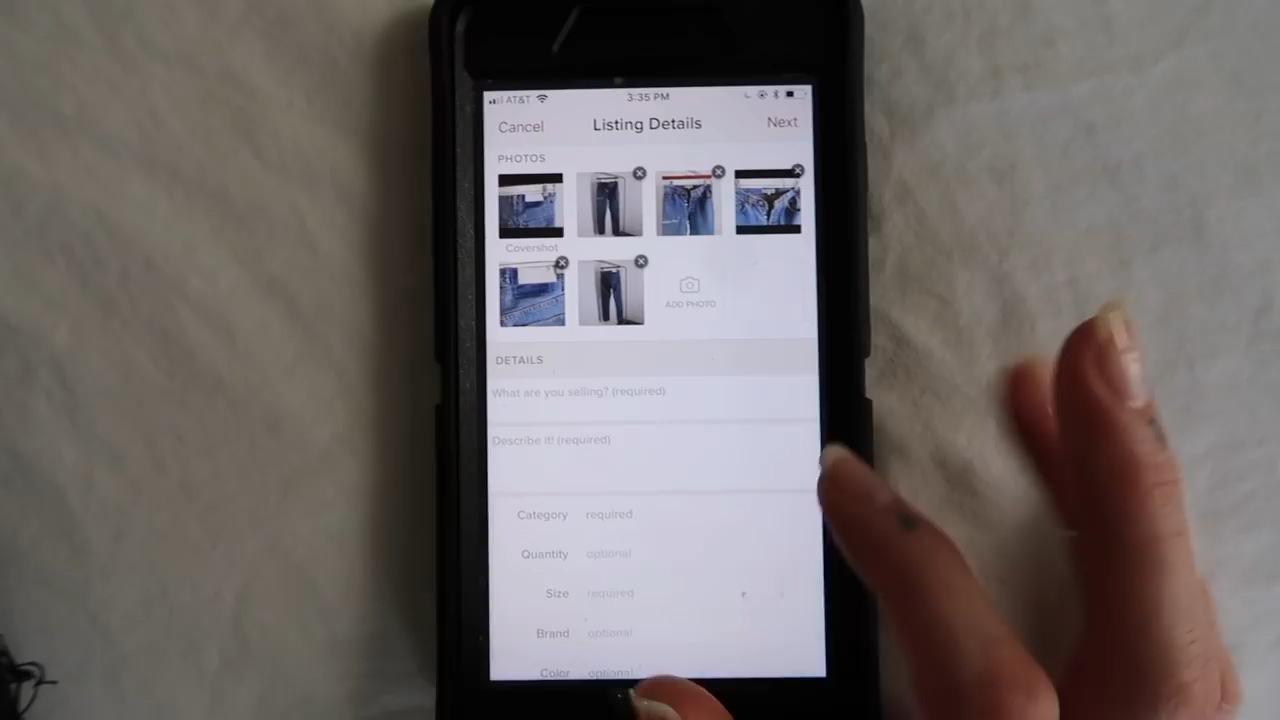 AT&T 3:35 PM
Cancel Listing Details Next
PHOTOS
Covershot
ADD PHOTO
DETAILS
What are you selling? (required)
Describe it! (required)
Category required
Quantity optional
Size required
Brand optional
Color optional